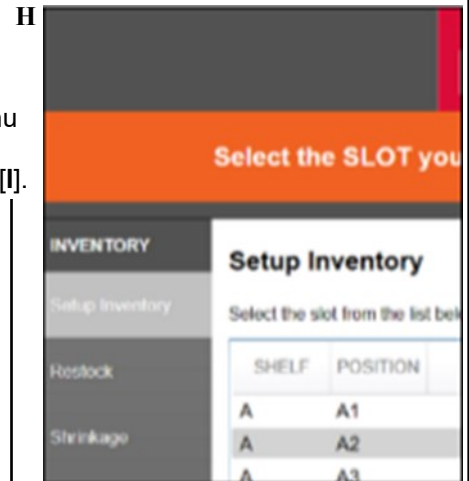 H
nu
[I].
Select the SLOT you
INVENTORY
Setup Inventory
Setup Inventory
Select the slot from the list bel
Restock
SHELF POSITION
A A1
Shrinkage
A A2
A A3